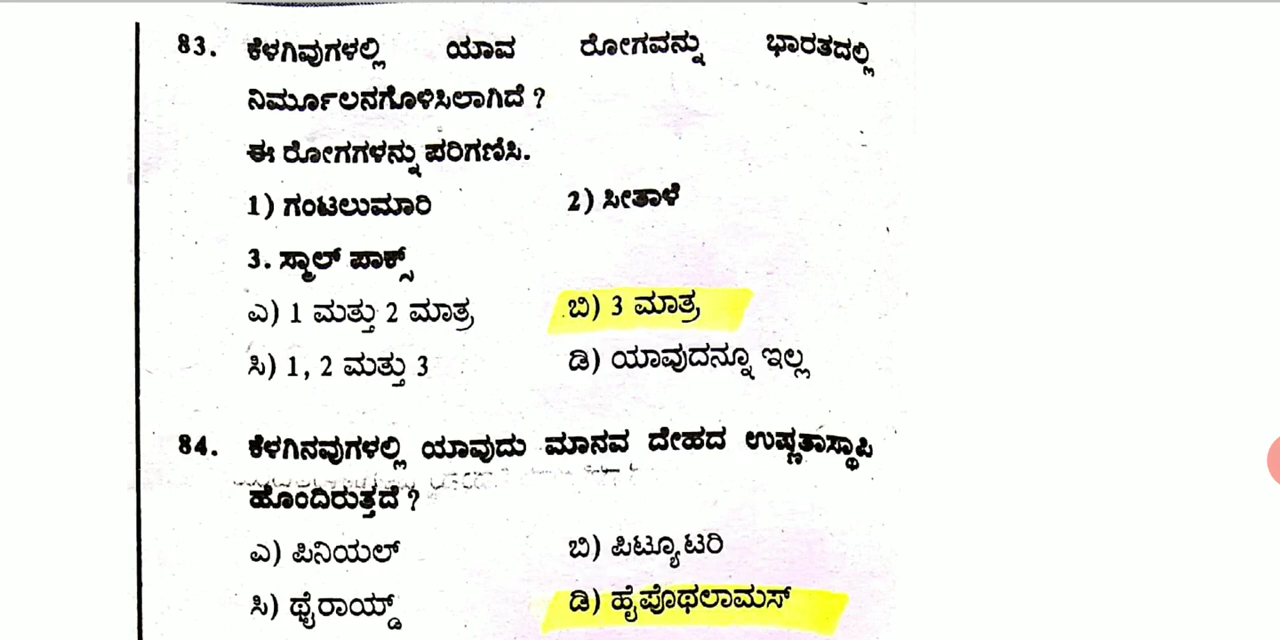 83. ಕೆಳಗಿವುಗಳಲ್ಲಿ ಯಾವ ರೋಗವನ್ನು ಭಾರತದಲ್ಲಿ
ನಿರ್ಮೂಲನಗೊಳಿಸಿಲಾಗಿದೆ ?
ಈ ರೋಗಗಳನ್ನು ಪರಿಗಣಿಸಿ.
1) ಗಂಟಲುಮಾರಿ 2) ಸೀತಾಳೆ
3. ಸ್ಮಾಲ್ ಪಾಕ್ಸ್
ಎ) 1 ಮತ್ತು 2 ಮಾತ್ರ ಬಿ) 3 ಮಾತ್ರ
ಸಿ) 1, 2 ಮತ್ತು 3 ಡಿ) ಯಾವುದನ್ನೂ ಇಲ್ಲ
84. ಕೆಳಗಿನವುಗಳಲ್ಲಿ ಯಾವುದು ಮಾನವ ದೇಹದ ಉಷ್ಣತಾಸ್ಥಾಪಿ
ಹೊಂದಿರುತ್ತದೆ ?
ಎ) ಪಿನಿಯಲ್ ಬಿ) ಪಿಟ್ಯೂಟರಿ
ಸಿ) ಥೈರಾಯ್ಡ್ ಡಿ) ಹೈಪೊಥಲಾಮಸ್